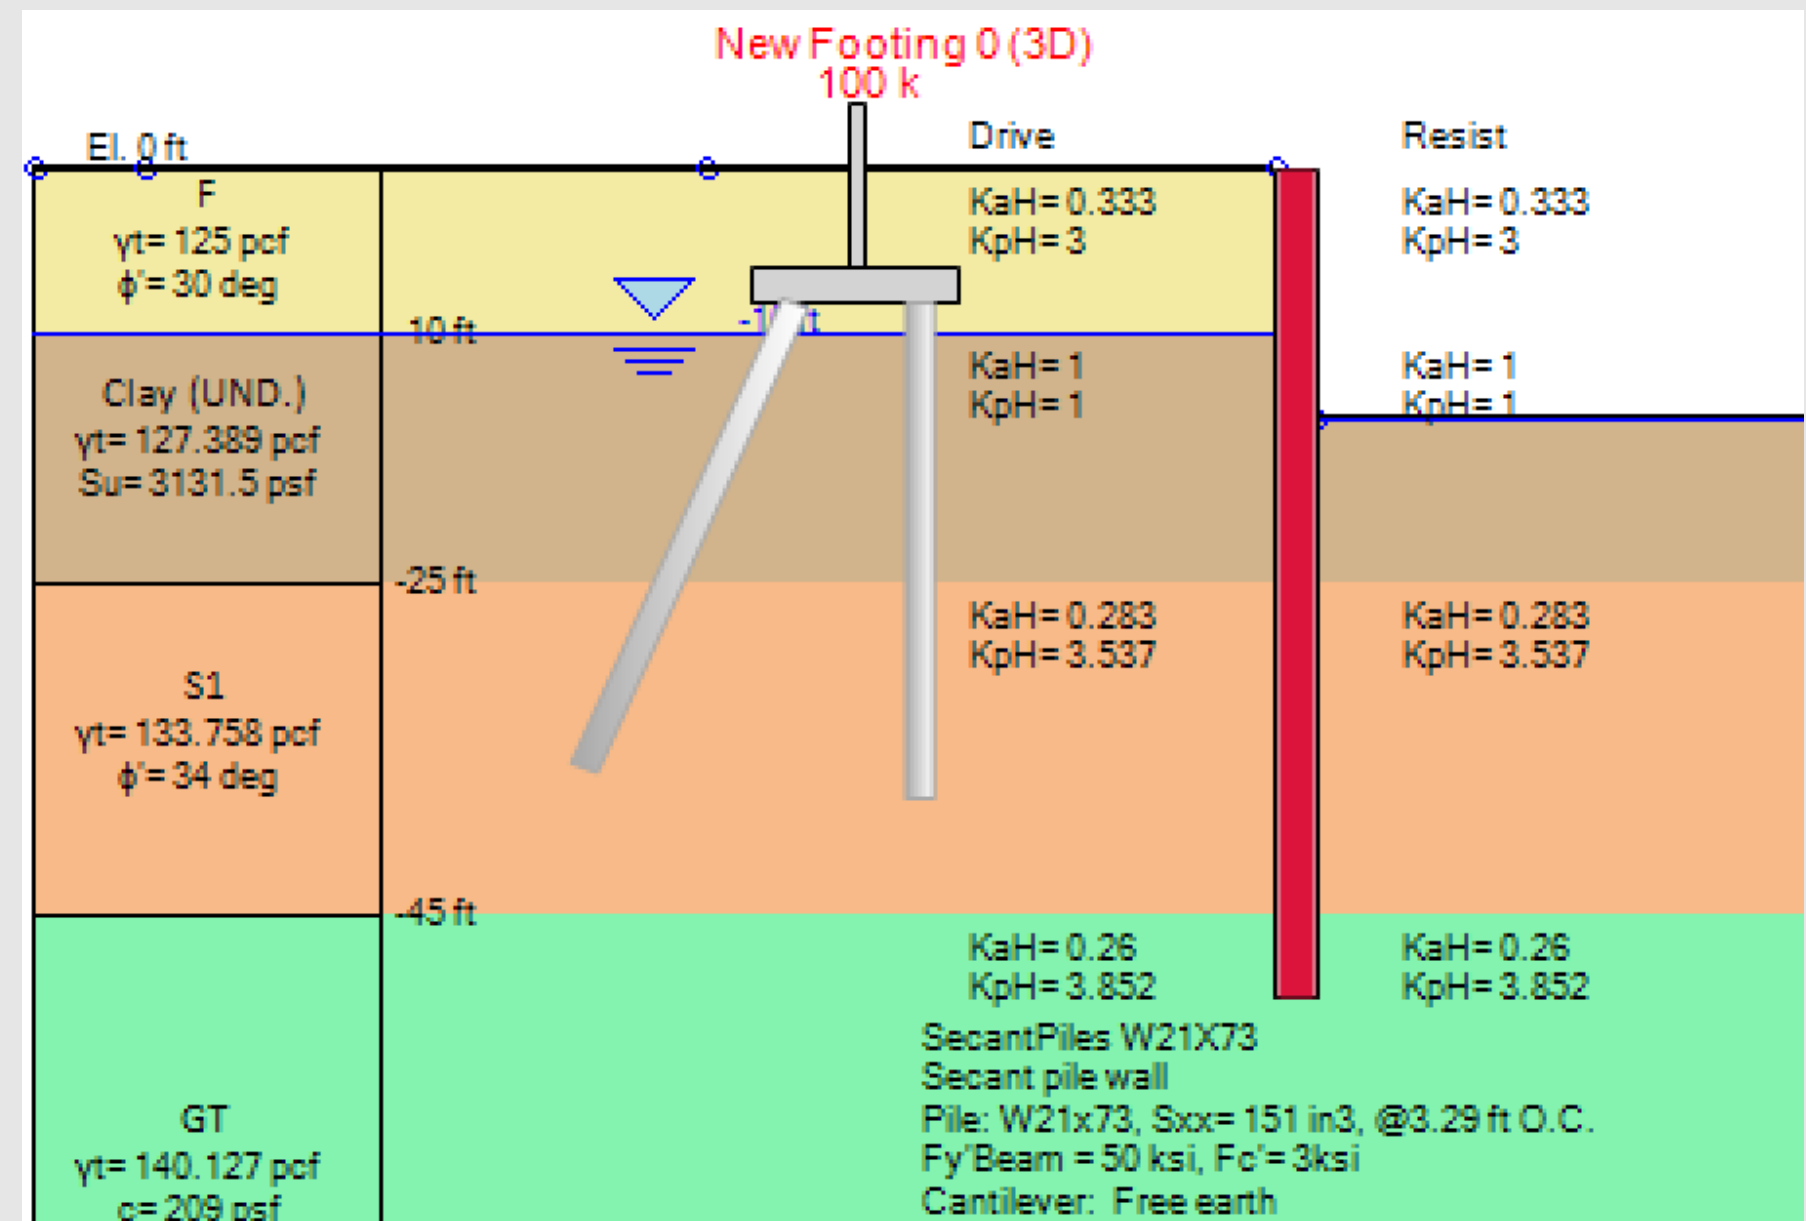 New Footing 0 (3D)
100 k
Drive
Resist
El. 0 ft
F
γt= 125 pcf
ϕ'= 30 deg
KaH= 0.333
KpH= 3
KaH= 0.333
KpH= 3
-10 ft
Clay (UND.)
γt= 127.389 pcf
Su= 3131.5 psf
KaH= 1
KpH= 1
KaH= 1
KpH= 1
-25 ft
S1
γt= 133.758 pcf
ϕ'= 34 deg
KaH= 0.283
KpH= 3.537
KaH= 0.283
KpH= 3.537
-45 ft
KaH= 0.26
KpH= 3.852
KaH= 0.26
KpH= 3.852
GT
γt= 140.127 pcf
c= 209 psf
SecantPiles W21X73
Secant pile wall
Pile: W21x73, Sxx= 151 in3, @3.29 ft O.C.
Fy'Beam = 50 ksi, Fc'= 3ksi
Cantilever: Free earth